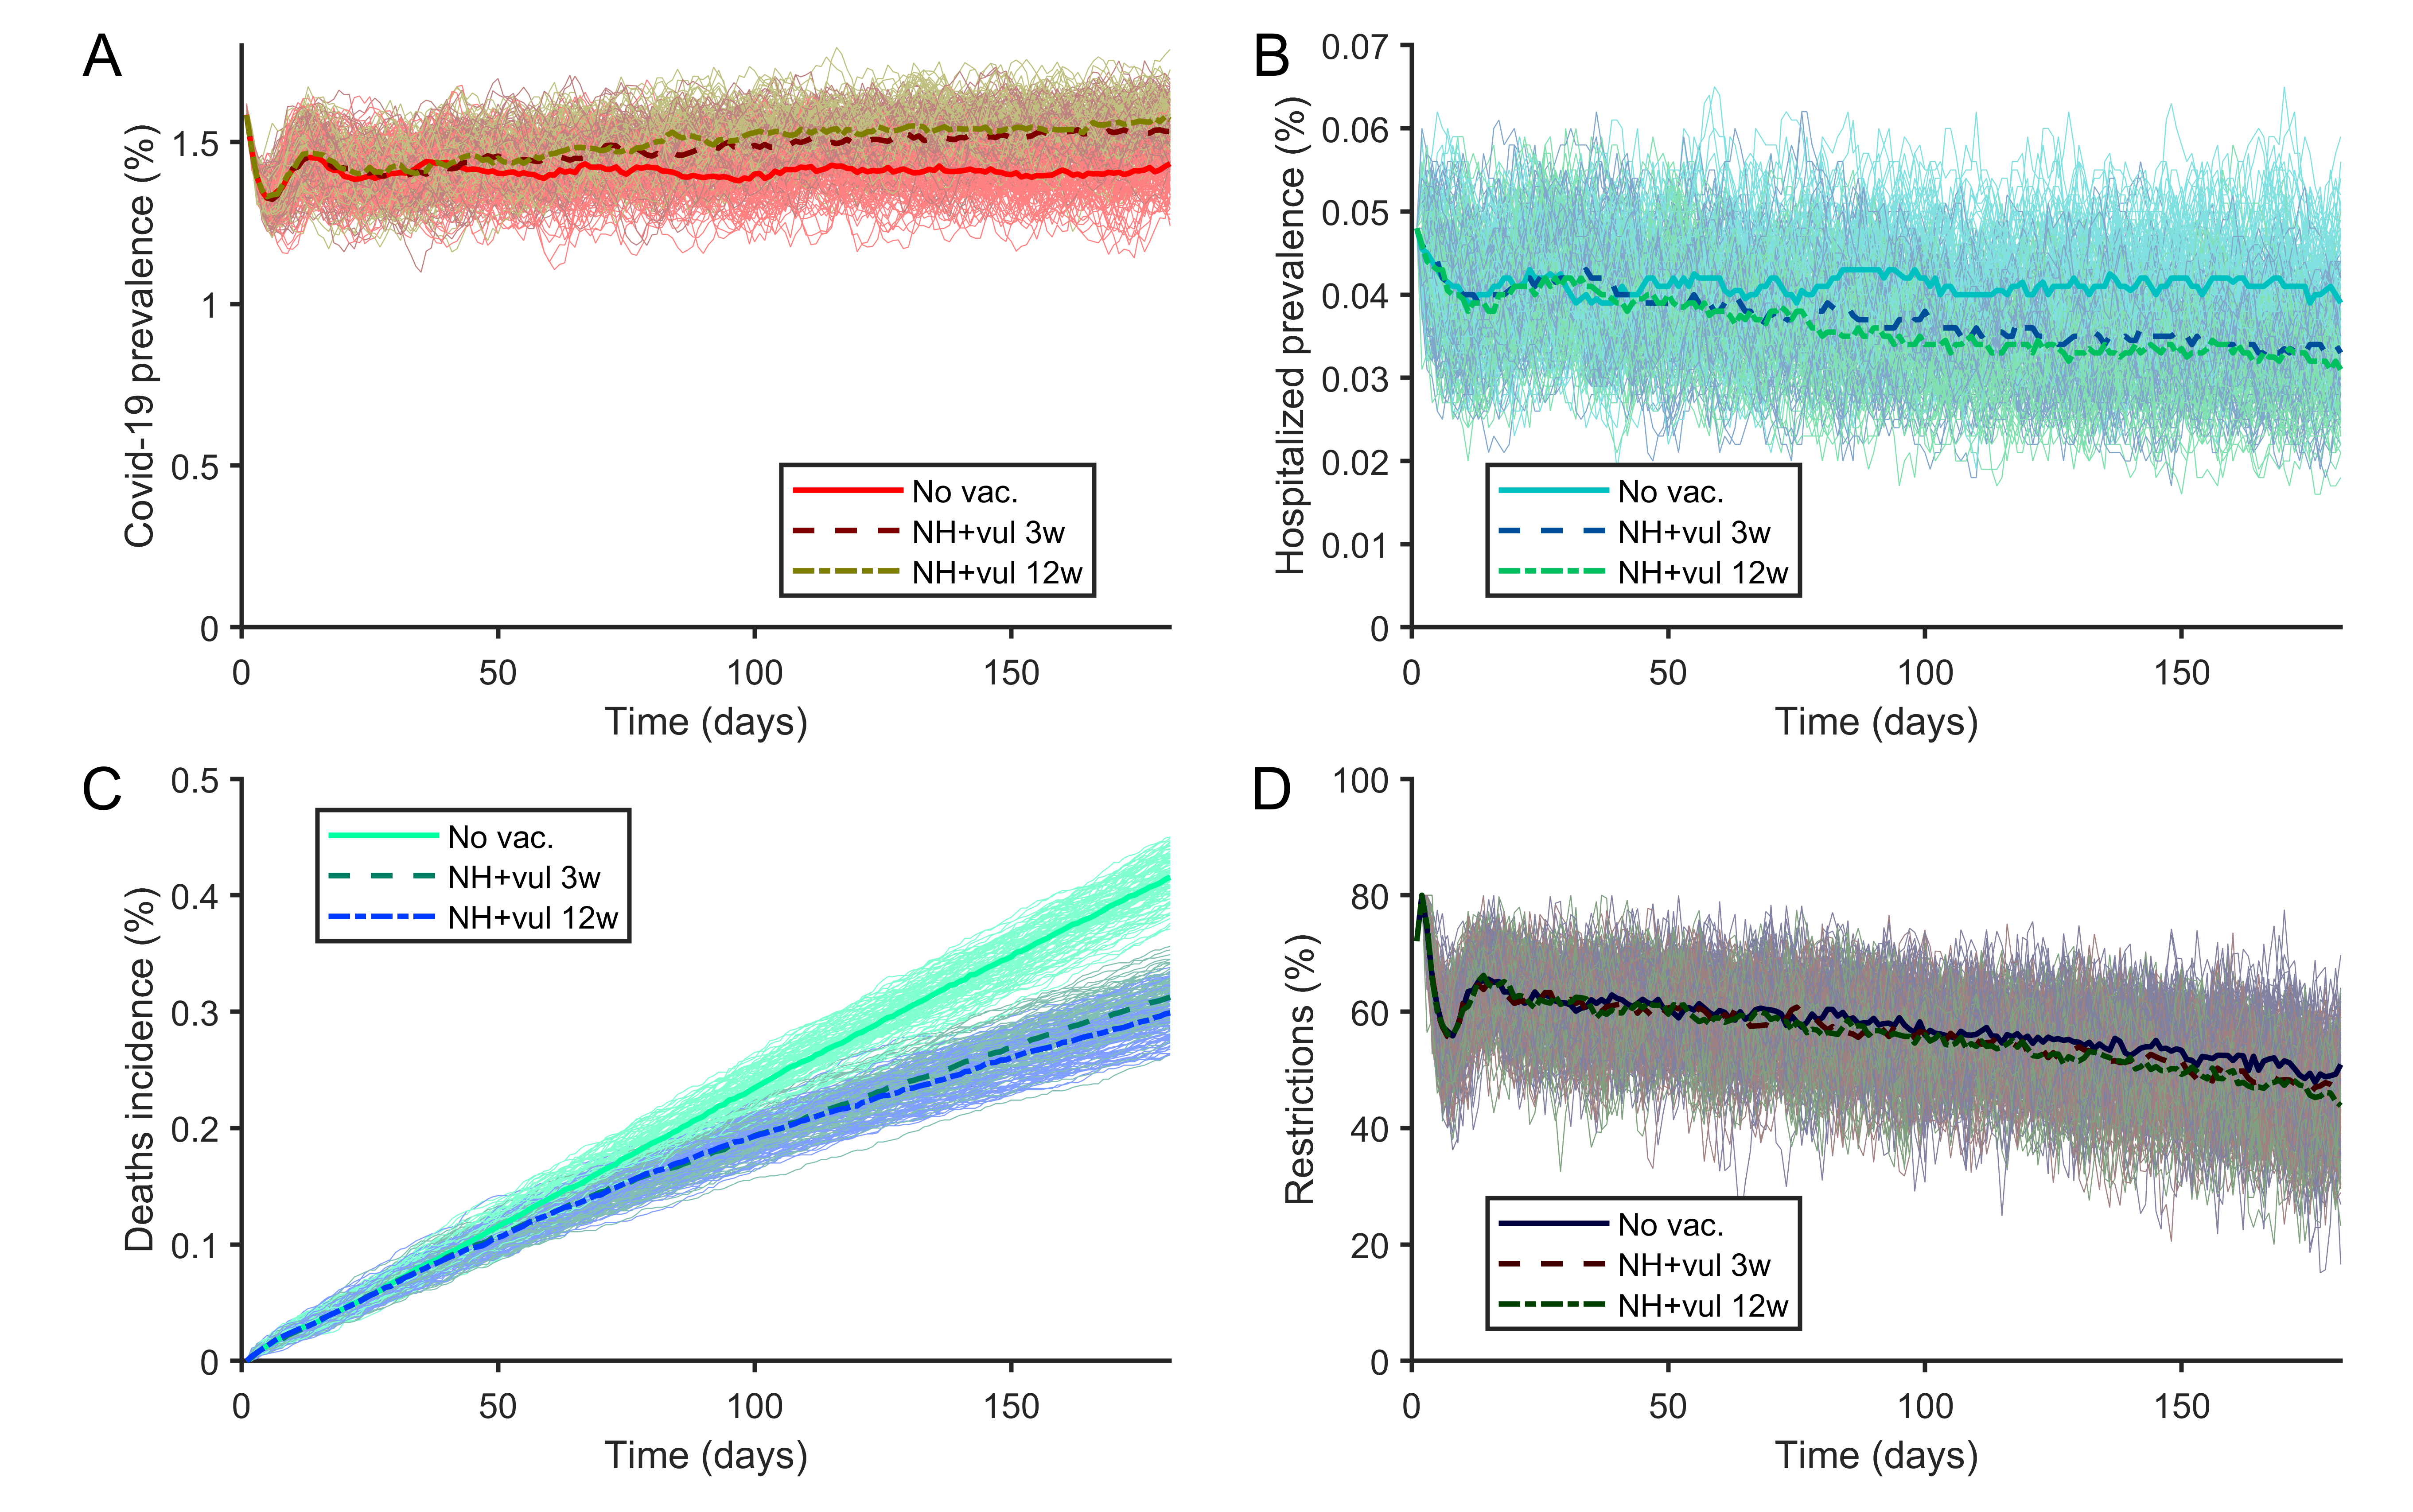 A
Covid-19 prevalence (%)
1.5
1
0.5
0
0 50 100 150
Time (days)
No vac.
NH+vul 3w
NH+vul 12w
B
Hospitalized prevalence (%)
0.07
0.06
0.05
0.04
0.03
0.02
0.01
0
0 50 100 150
Time (days)
No vac.
NH+vul 3w
NH+vul 12w
C
Deaths incidence (%)
0.5
0.4
0.3
0.2
0.1
0
0 50 100 150
Time (days)
No vac.
NH+vul 3w
NH+vul 12w
D
Restrictions (%)
100
80
60
40
20
0
0 50 100 150
Time (days)
No vac.
NH+vul 3w
NH+vul 12w